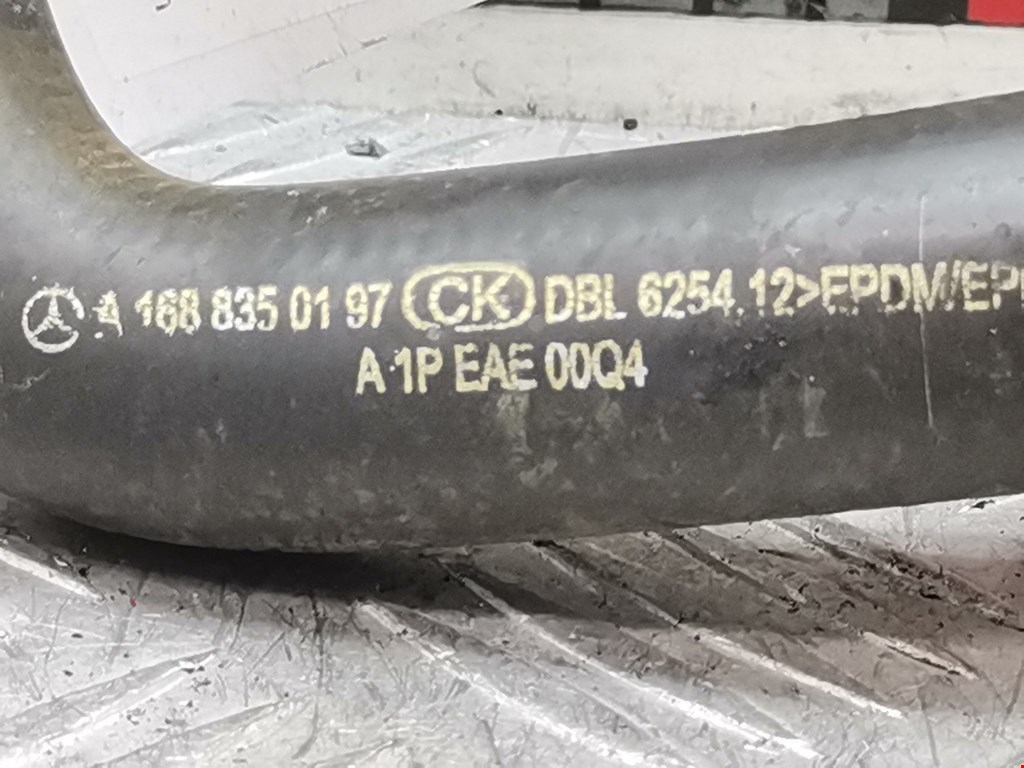 A 168 835 01 97 CK DBL 6254.12>EPDM/EP
A 1P EAE 00Q4